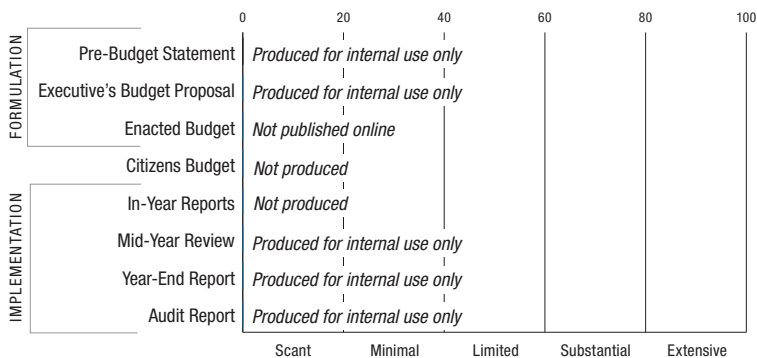 0 20 40 60 80 100
FORMULATION
Pre-Budget Statement Produced for internal use only
Executive's Budget Proposal Produced for internal use only
Enacted Budget Not published online
Citizens Budget Not produced
IMPLEMENTATION
In-Year Reports Not produced
Mid-Year Review Produced for internal use only
Year-End Report Produced for internal use only
Audit Report Produced for internal use only
Scant Minimal Limited Substantial Extensive